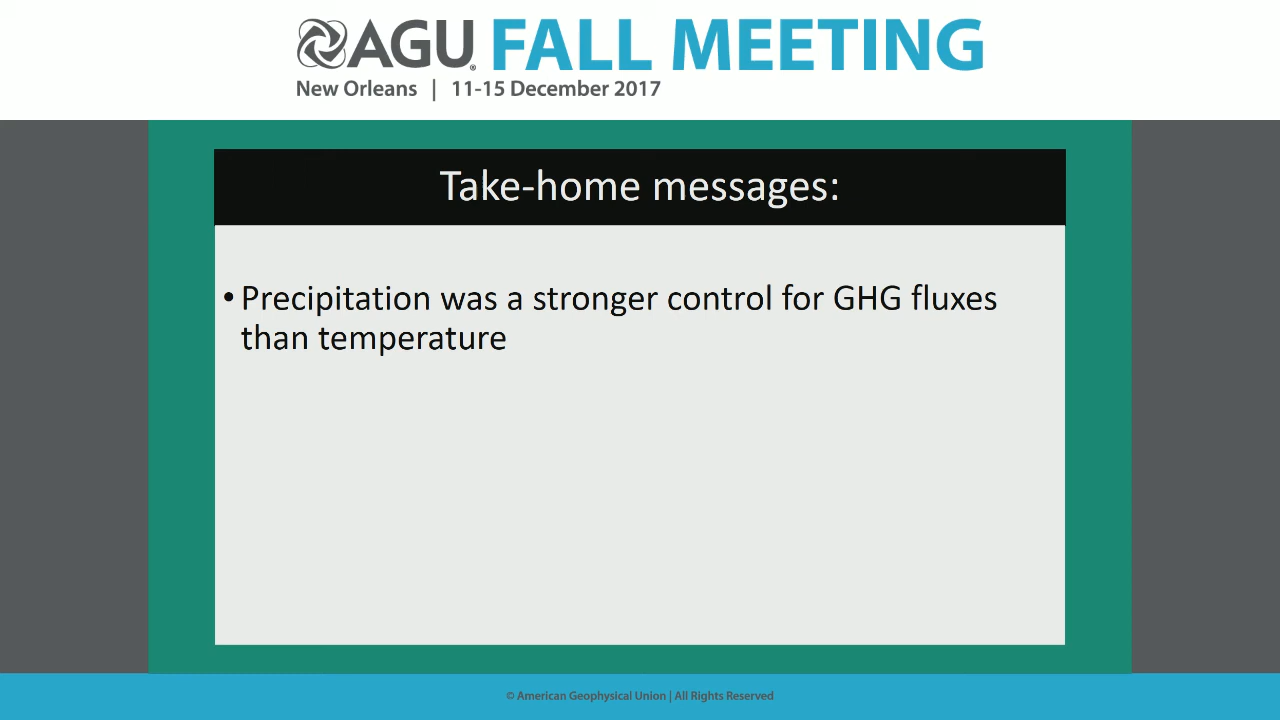 AGU FALL MEETING
New Orleans | 11-15 December 2017
Take-home messages:
• Precipitation was a stronger control for GHG fluxes
than temperature
© American Geophysical Union | All Rights Reserved